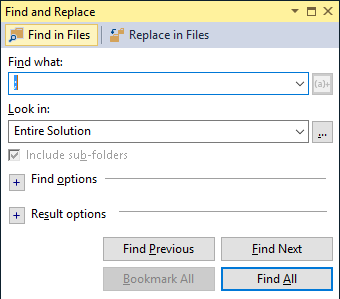 Find and Replace
Find in Files Replace in Files
Find what:
;
(a)+
Look in:
Entire Solution
...
Include sub-folders
Find options
Result options
Find Previous Find Next
Bookmark All Find All